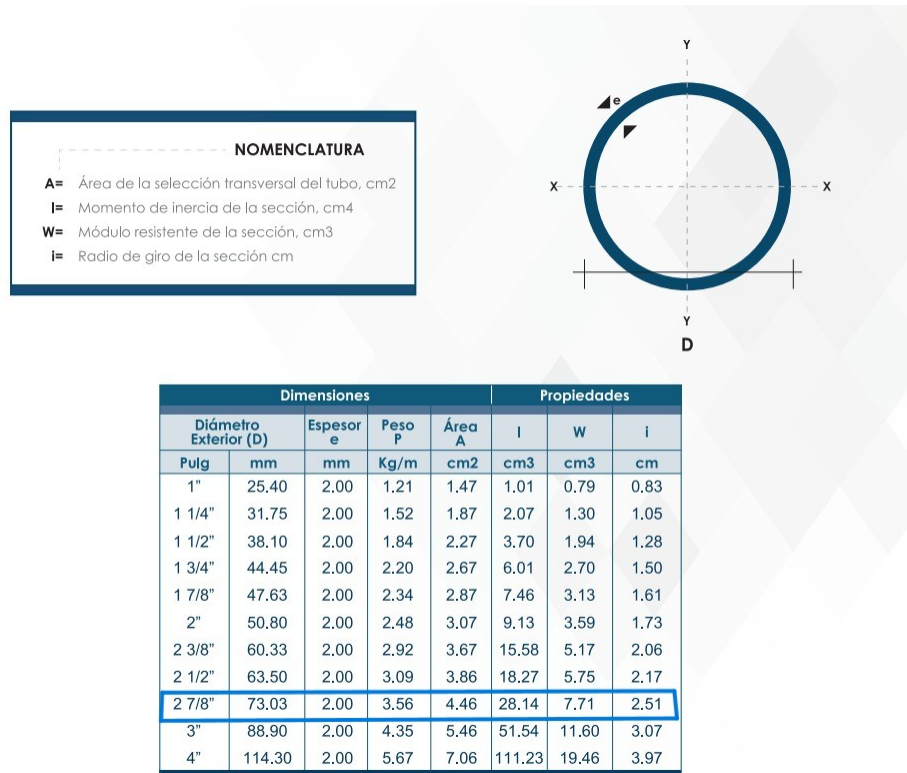 Y
e
X
X
Y
D
NOMENCLATURA
A= Área de la selección transversal del tubo, cm2
I= Momento de inercia de la sección, cm4
W= Módulo resistente de la sección, cm3
i= Radio de giro de la sección cm
Dimensiones Propiedades
Diámetro Exterior (D) Espesor e Peso P Área A I W i
Pulg mm mm Kg/m cm2 cm3 cm3 cm
1” 25.40 2.00 1.21 1.47 1.01 0.79 0.83
1 1/4” 31.75 2.00 1.52 1.87 2.07 1.30 1.05
1 1/2” 38.10 2.00 1.84 2.27 3.70 1.94 1.28
1 3/4” 44.45 2.00 2.20 2.67 6.01 2.70 1.50
1 7/8” 47.63 2.00 2.34 2.87 7.46 3.13 1.61
2” 50.80 2.00 2.48 3.07 9.13 3.59 1.73
2 3/8” 60.33 2.00 2.92 3.67 15.58 5.17 2.06
2 1/2” 63.50 2.00 3.09 3.86 18.27 5.75 2.17
2 7/8” 73.03 2.00 3.56 4.46 28.14 7.71 2.51
3” 88.90 2.00 4.35 5.46 51.54 11.60 3.07
4” 114.30 2.00 5.67 7.06 111.23 19.46 3.97